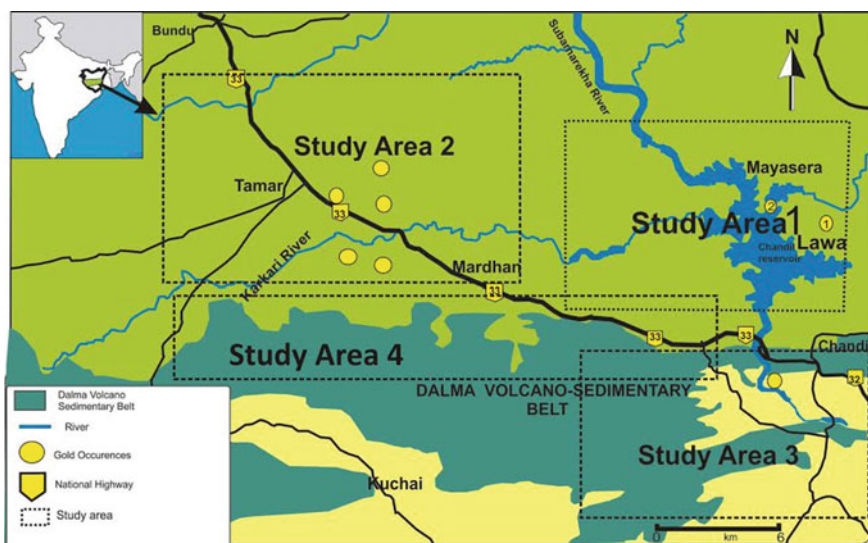 Bundu
33
Subarnarekha River
N
Study Area 2
Mayasera
Tamar
33
2
1
Study Area 1
Lawa
Chandil
reservoir
Karkari River
Mardhan
33
33
33
Chandi
Study Area 4
32
DALMA VOLCANO-SEDIMENTARY
BELT
Dalma Volcano
Sedimentary Belt
River
Gold Occurences
National Highway
Study area
Study Area 3
Kuchai
0
km
6